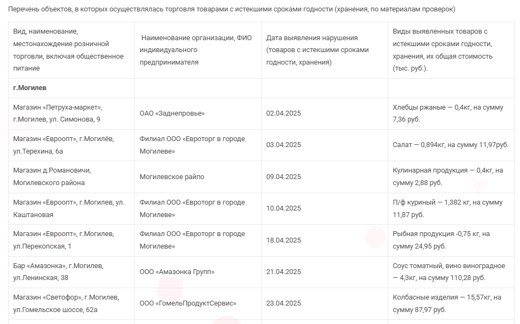 Перечень объектов, в которых осуществлялась торговля товарами с истекшими сроками годности (хранения, по материалам проверок)
Вид, наименование,
местонахождение розничной
торговли, включая общественное
питание
Наименование организации, ФИО
индивидуального
предпринимателя
Дата выявления нарушения
(товаров с истекшими сроками
годности, хранения)
Виды выявленных товаров с
истекшими сроками годности,
хранения, их общая стоимость
(тыс. руб.).
г.Могилев
Магазин «Петруха-маркет»,
г.Могилев, ул. Симонова, 9
ОАО «Заднепровье»
02.04.2025
Хлебцы ржаные — 0,4кг, на сумму
7,36 руб.
Магазин «Евроопт», г.Могилёв,
ул.Терехина, 6а
Филиал ООО «Евроторг в городе
Могилеве»
03.04.2025
Салат — 0,894кг, на сумму 11,97руб.
Магазин д.Романовичи,
Могилевского района
Могилевское райпо
09.04.2025
Кулинарная продукция — 0,4кг, на
сумму 2,88 руб.
Магазин «Евроопт», г.Могилев, ул.
Каштановая
Филиал ООО «Евроторг в городе
Могилеве»
10.04.2025
П/ф куриный — 1,382 кг, на сумму
11,87 руб.
Магазин «Евроопт», г.Могилев,
ул.Перекопская, 1
Филиал ООО «Евроторг в городе
Могилеве»
18.04.2025
Рыбная продукция -0,75 кг, на
сумму 24,95 руб.
Бар «Амазонка», г.Могилев,
ул.Ленинская, 38
ООО «Амазонка Групп»
21.04.2025
Соус томатный, вино виноградное
— 4,3кг, на сумму 110,28 руб.
Магазин «Светофор», г.Могилев,
ул.Гомельское шоссе, 62а
ООО «ГомельПродуктСервис»
23.04.2025
Колбасные изделия — 15,57кг, на
сумму 87,97 руб.